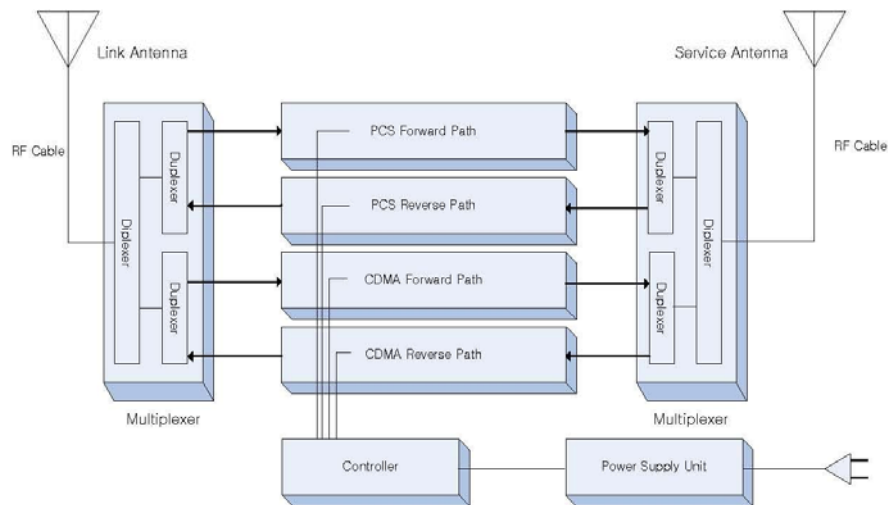 Link Antenna
Service Antenna
RF Cable
RF Cable
Diplexer
Duplexer
Duplexer
PCS Forward Path
PCS Reverse Path
CDMA Forward Path
CDMA Reverse Path
Duplexer
Duplexer
Diplexer
Multiplexer
Multiplexer
Controller
Power Supply Unit